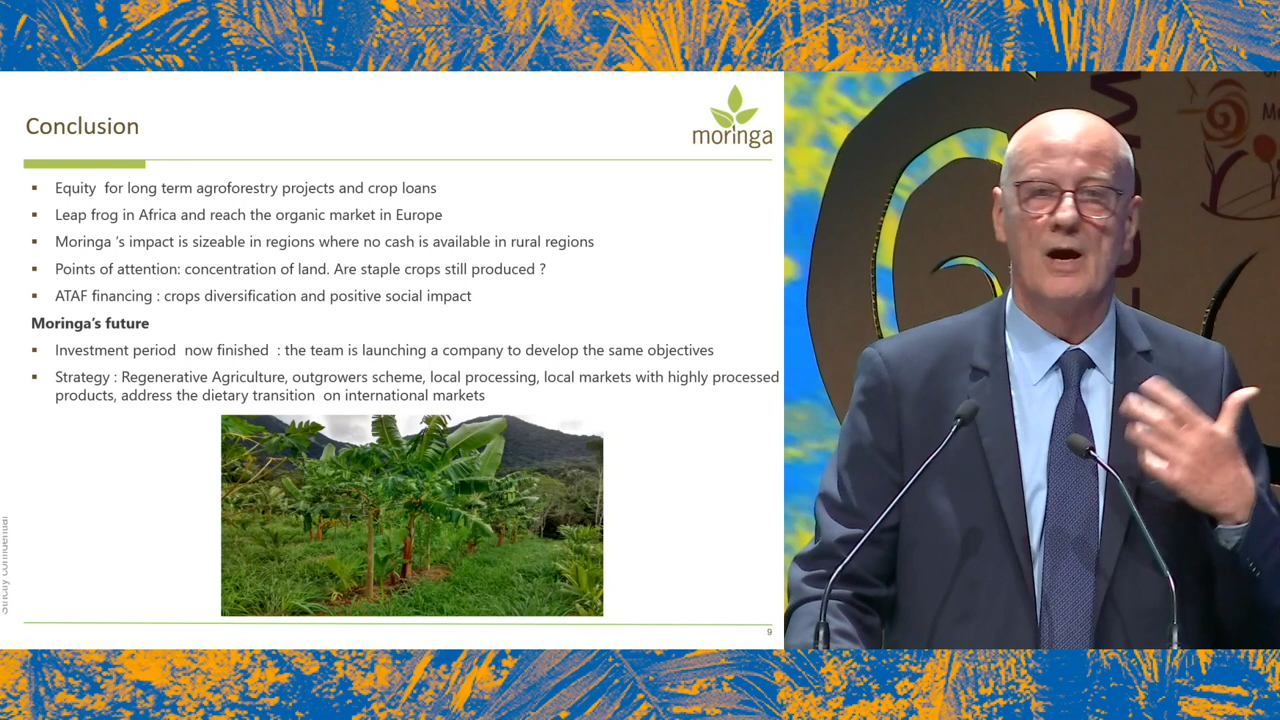 Conclusion
moringa
▪ Equity for long term agroforestry projects and crop loans
▪ Leap frog in Africa and reach the organic market in Europe
▪ Moringa 's impact is sizeable in regions where no cash is available in rural regions
▪ Points of attention: concentration of land. Are staple crops still produced ?
▪ ATAF financing : crops diversification and positive social impact
Moringa's future
▪ Investment period now finished : the team is launching a company to develop the same objectives
▪ Strategy : Regenerative Agriculture, outgrowers scheme, local processing, local markets with highly processed
products, address the dietary transition on international markets
Strictly confidential
9